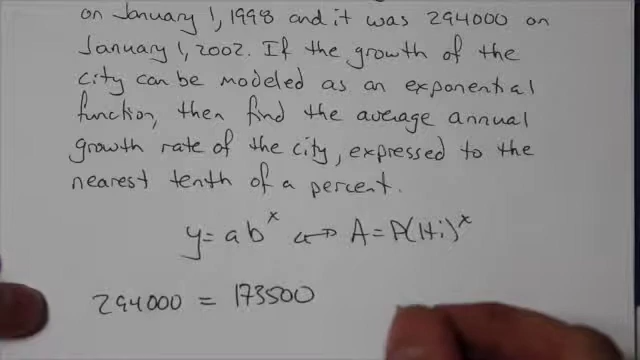 on January 1, 1998 and it was 294000 on
January 1, 2002. If the growth of the
city can be modeled as an exponential
function, then find the average annual
growth rate of the city, expressed to the
nearest tenth of a percent.
y = ab^x ↔ A = P(1+i)^x
294000 = 173500